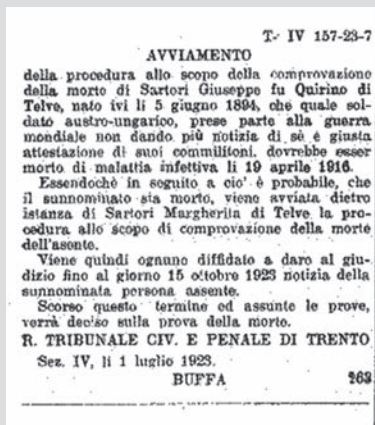 T. IV 157-23-7
AVVIAMENTO
della procedura allo scopo della comprovazione
della morte di Sartori Giuseppe fu Quirino di
Telve, nato ivi li 5 giugno 1894, che quale sol-
dato austro-ungarico, prese parte alla guerra
mondiale non dando più notizia di sè e giusta
attestazione di suoi commilitoni, dovrebbe esser
morto di malattia infettiva li 19 aprile 1916.
Essendochè in seguito a cio' è probabile, che
il sunnominato sia morto, viene avviata dietro
istanza di Sartori Margherita di Telve la pro-
cedura allo scopo di comprovazione della morte
dell'asente.
Viene quindi ognuno diffidato a dare al giu-
dizio fino al giorno 15 ottobre 1923 notizia della
sunnominata persona assente.
Scorso questo termine ed assunte le prove,
verrà deciso sulla prova della morte.
R. TRIBUNALE CIV. E PENALE DI TRENTO
Sez. IV, li 1 luglio 1923.
BUFFA 263